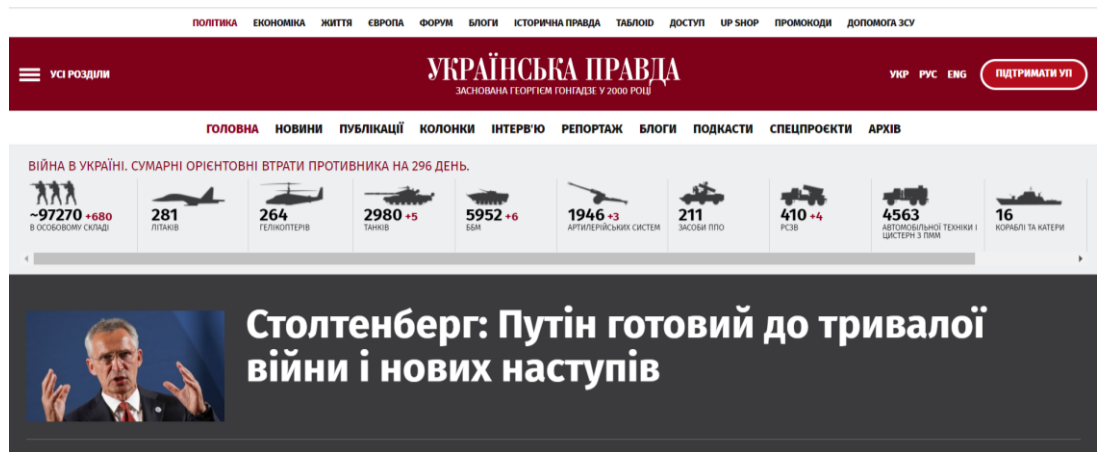 ПОЛІТИКА ЕКОНОМІКА ЖИТТЯ ЄВРОПА ФОРУМ БЛОГИ ІСТОРИЧНА ПРАВДА ТАБЛОID ДОСТУП UP SHOP ПРОМОКОДИ ДОПОМОГА ЗСУ
УСІ РОЗДІЛИ
УКРАЇНСЬКА ПРАВДА
ЗАСНОВАНА ГЕОРГІЄМ ГОНГАДЗЕ У 2000 РОЦІ
УКР РУС ENG
ПІДТРИМАТИ УП
ГОЛОВНА НОВИНИ ПУБЛІКАЦІЇ КОЛОНКИ ІНТЕРВ'Ю РЕПОРТАЖ БЛОГИ ПОДКАСТИ СПЕЦПРОЄКТИ АРХІВ
ВІЙНА В УКРАЇНІ. СУМАРНІ ОРІЄНТОВНІ ВТРАТИ ПРОТИВНИКА НА 296 ДЕНЬ.
~97270 +680
В ОСОБОВОМУ СКЛАДІ
281
ЛІТАКІВ
264
ГЕЛІКОПТЕРІВ
2980 +5
ТАНКІВ
5952 +6
ББМ
1946 +3
АРТИЛЕРІЙСЬКИХ СИСТЕМ
211
ЗАСОБИ ППО
410 +4
РСЗВ
4563
АВТОМОБІЛЬНОЇ ТЕХНІКИ І
ЦИСТЕРН З ПММ
16
КОРАБЛІ ТА КАТЕРИ
Столтенберг: Путін готовий до тривалої
війни і нових наступів